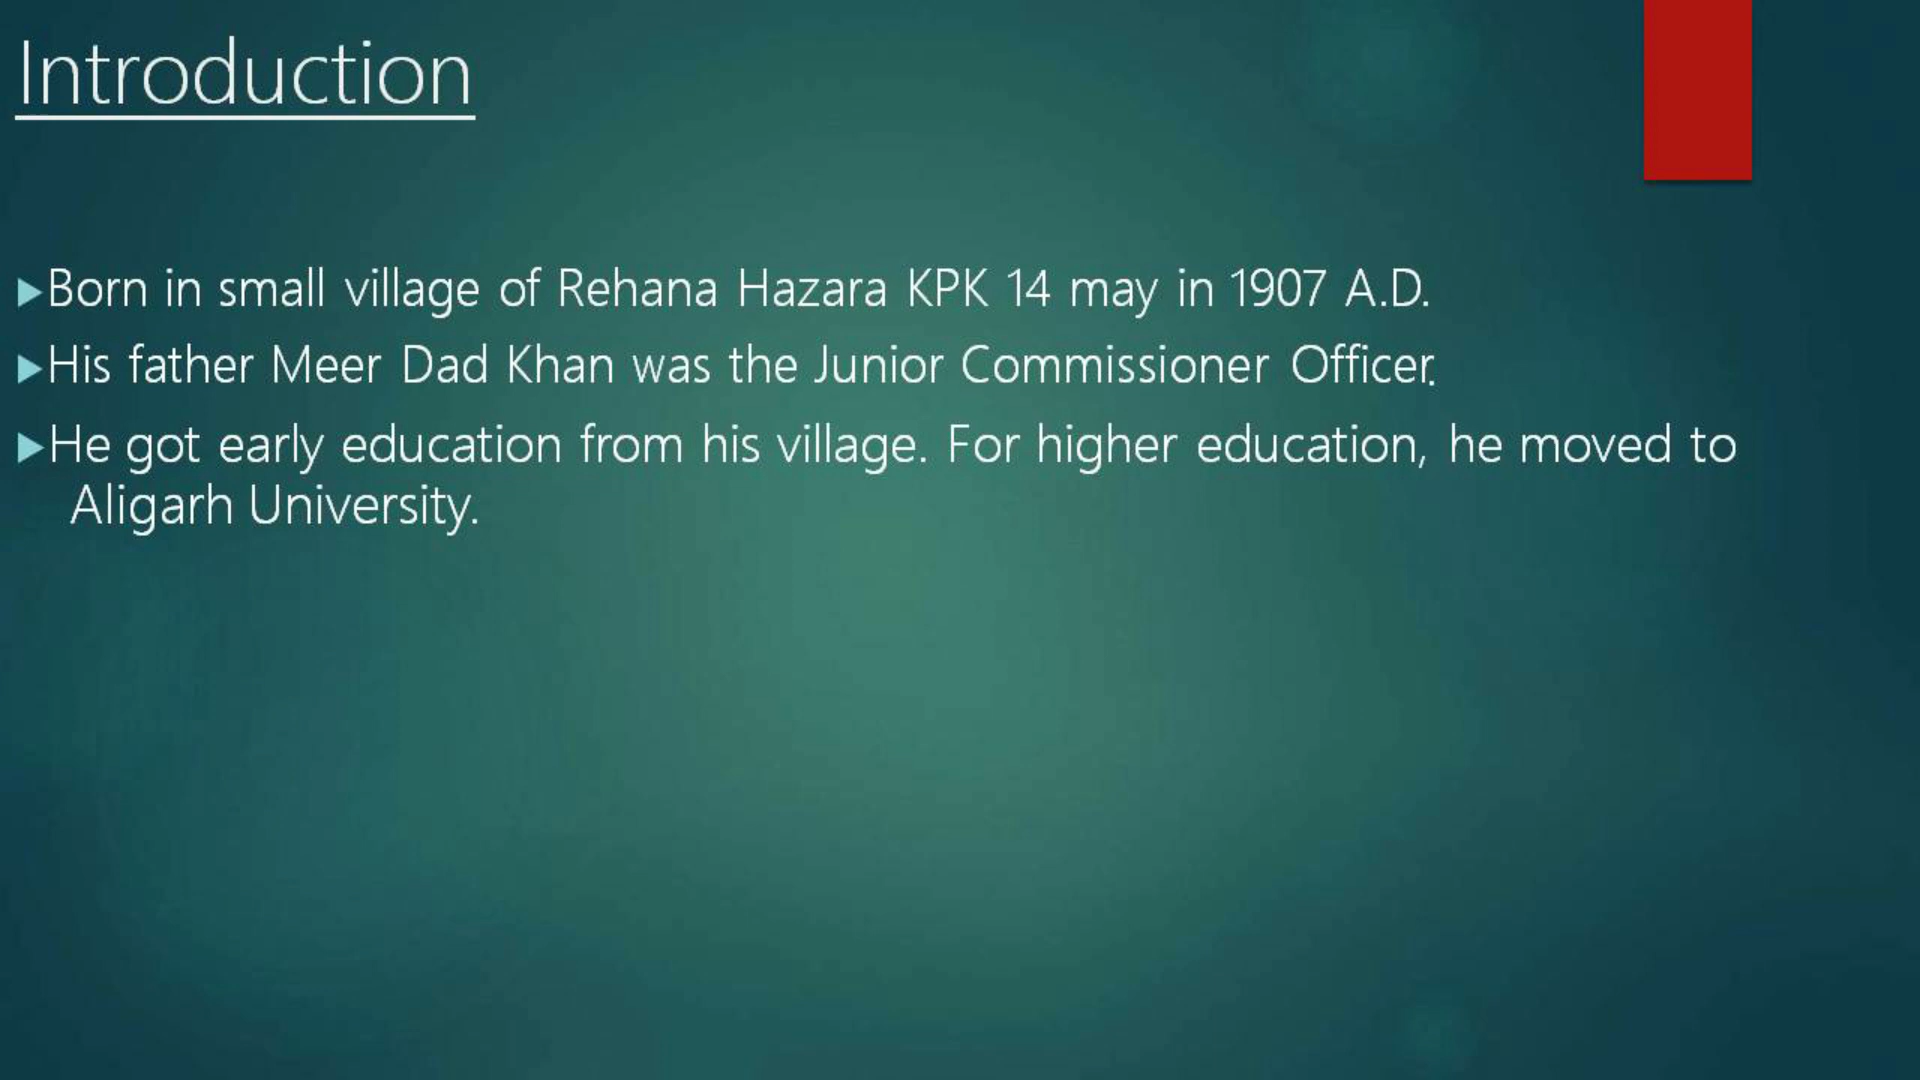 Introduction
▶Born in small village of Rehana Hazara KPK 14 may in 1907 A.D.
▶His father Meer Dad Khan was the Junior Commissioner Officer.
▶He got early education from his village. For higher education, he moved to
Aligarh University.